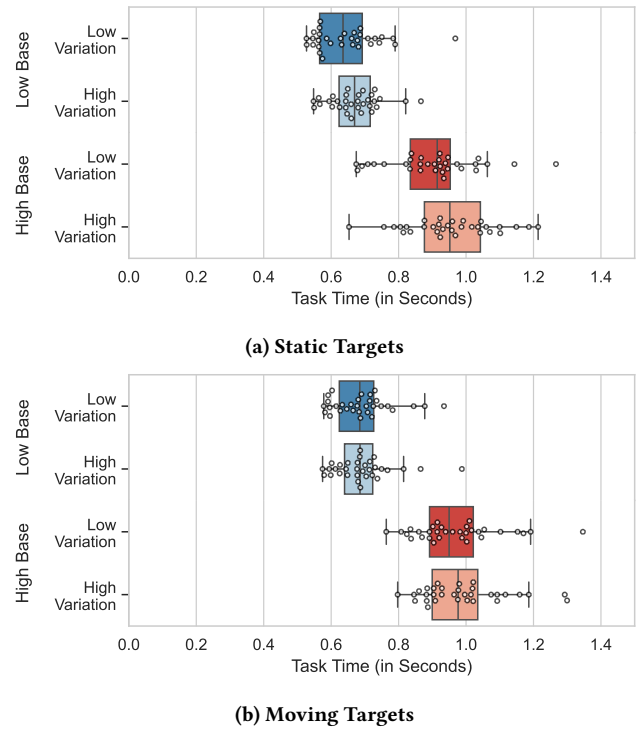 Low Base
Low
Variation
High
Variation
High Base
Low
Variation
High
Variation
0.0 0.2 0.4 0.6 0.8 1.0 1.2 1.4
Task Time (in Seconds)
(a) Static Targets
Low Base
Low
Variation
High
Variation
High Base
Low
Variation
High
Variation
0.0 0.2 0.4 0.6 0.8 1.0 1.2 1.4
Task Time (in Seconds)
(b) Moving Targets